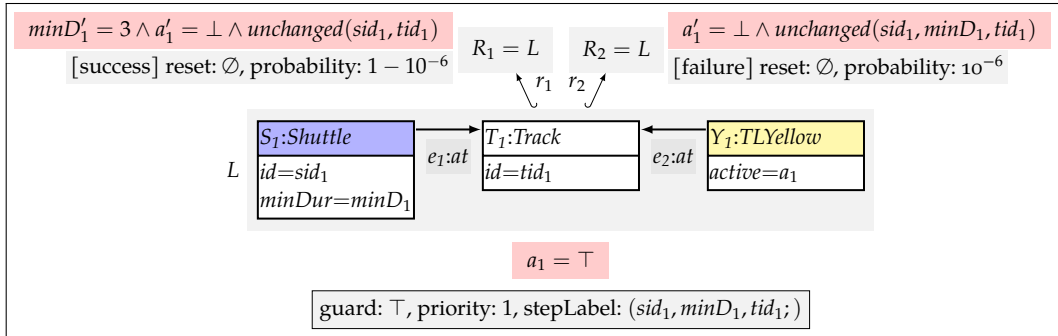 minD′₁ = 3 ∧ a′₁ = ⊥ ∧ unchanged(sid₁, tid₁)
[success] reset: ∅, probability: 1 − 10⁻⁶
R₁ = L
R₂ = L
a′₁ = ⊥ ∧ unchanged(sid₁, minD₁, tid₁)
[failure] reset: ∅, probability: 10⁻⁶
r₁
r₂
L
S₁:Shuttle
id=sid₁
minDur=minD₁
e₁:at
T₁:Track
id=tid₁
e₂:at
Y₁:TLYellow
active=a₁
a₁ = ⊤
guard: ⊤, priority: 1, stepLabel: (sid₁, minD₁, tid₁; )